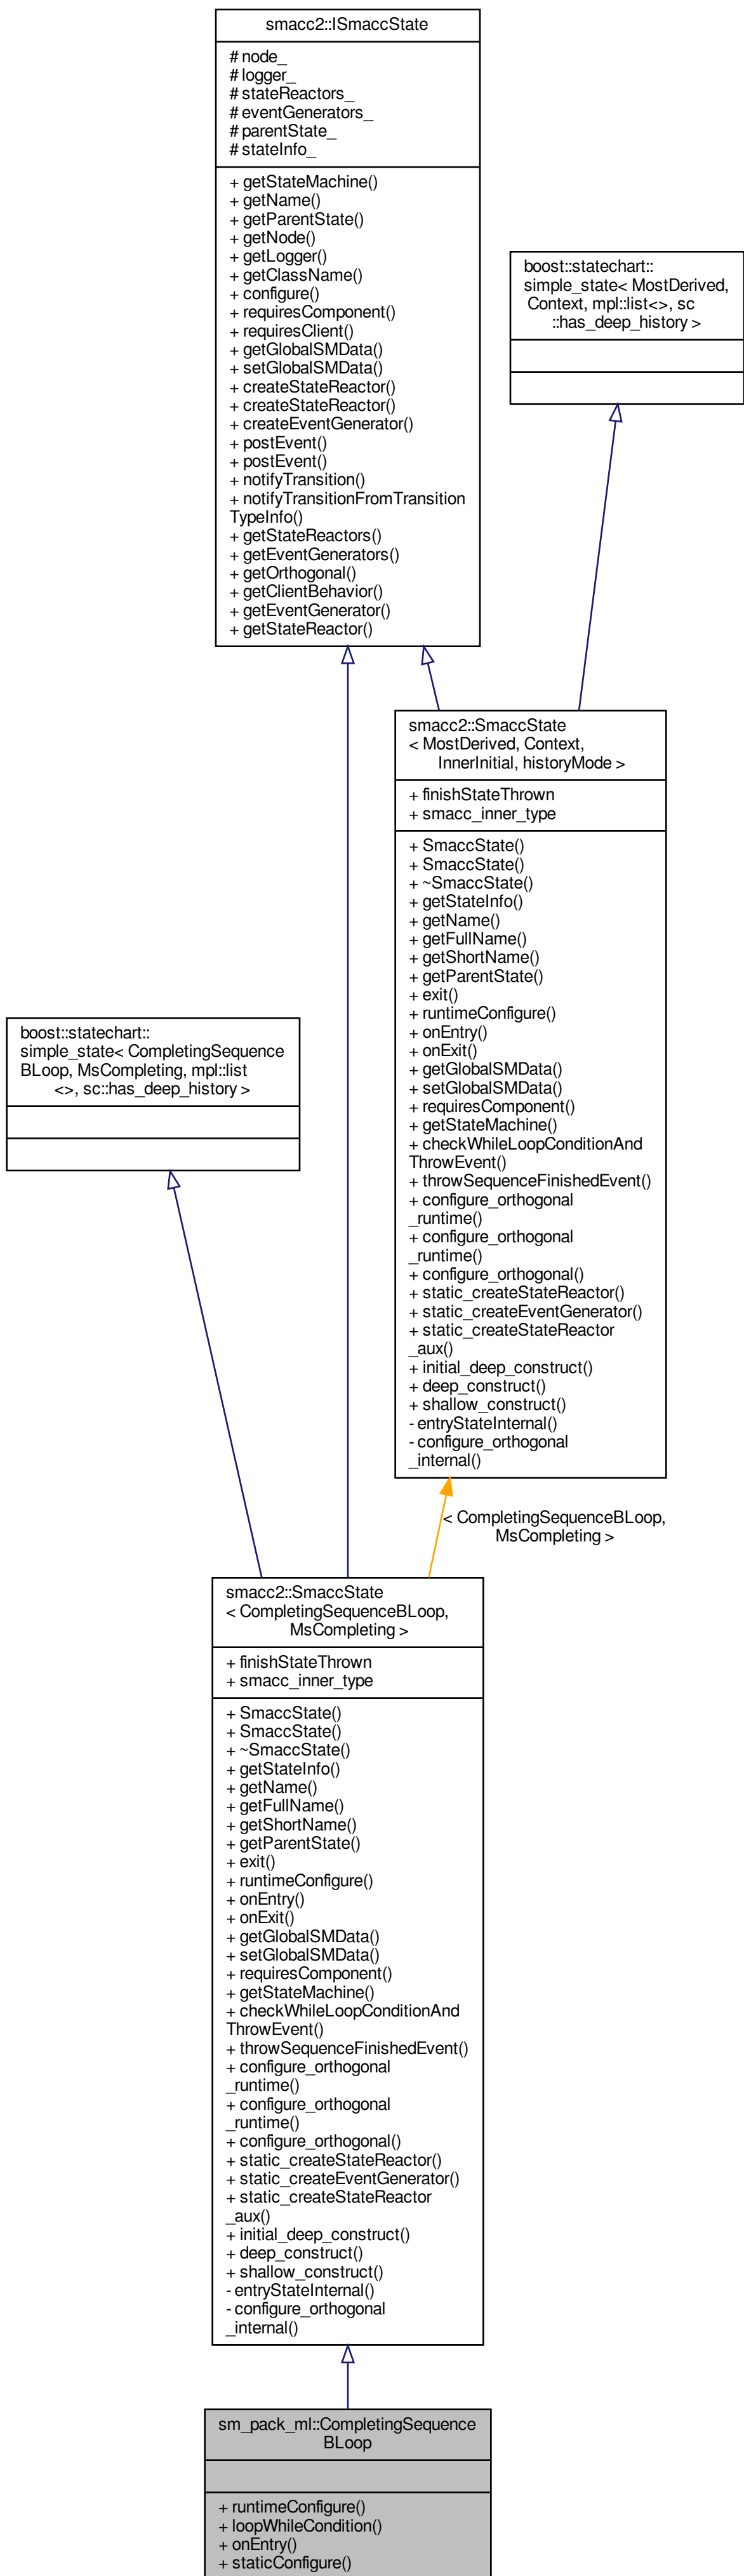 smacc2::ISmaccState
# node_
# logger_
# stateReactors_
# eventGenerators_
# parentState_
# stateInfo_
+ getStateMachine()
+ getName()
+ getParentState()
+ getNode()
+ getLogger()
+ getClassName()
+ configure()
+ requiresComponent()
+ requiresClient()
+ getGlobalSMData()
+ setGlobalSMData()
+ createStateReactor()
+ createStateReactor()
+ createEventGenerator()
+ postEvent()
+ postEvent()
+ notifyTransition()
+ notifyTransitionFromTransition
TypeInfo()
+ getStateReactors()
+ getEventGenerators()
+ getOrthogonal()
+ getClientBehavior()
+ getEventGenerator()
+ getStateReactor()
boost::statechart::
simple_state< MostDerived,
Context, mpl::list<>, sc
::has_deep_history >
smacc2::SmaccState
< MostDerived, Context,
InnerInitial, historyMode >
+ finishStateThrown
+ smacc_inner_type
+ SmaccState()
+ SmaccState()
+ ~SmaccState()
+ getStateInfo()
+ getName()
+ getFullName()
+ getShortName()
+ getParentState()
+ exit()
+ runtimeConfigure()
+ onEntry()
+ onExit()
+ getGlobalSMData()
+ setGlobalSMData()
+ requiresComponent()
+ getStateMachine()
+ checkWhileLoopConditionAnd
ThrowEvent()
+ throwSequenceFinishedEvent()
+ configure_orthogonal
_runtime()
+ configure_orthogonal
_runtime()
+ configure_orthogonal()
+ static_createStateReactor()
+ static_createEventGenerator()
+ static_createStateReactor
_aux()
+ initial_deep_construct()
+ deep_construct()
+ shallow_construct()
- entryStateInternal()
- configure_orthogonal
_internal()
boost::statechart::
simple_state< CompletingSequence
BLoop, MsCompleting, mpl::list
<>, sc::has_deep_history >
< CompletingSequenceBLoop,
MsCompleting >
smacc2::SmaccState
< CompletingSequenceBLoop,
MsCompleting >
+ finishStateThrown
+ smacc_inner_type
+ SmaccState()
+ SmaccState()
+ ~SmaccState()
+ getStateInfo()
+ getName()
+ getFullName()
+ getShortName()
+ getParentState()
+ exit()
+ runtimeConfigure()
+ onEntry()
+ onExit()
+ getGlobalSMData()
+ setGlobalSMData()
+ requiresComponent()
+ getStateMachine()
+ checkWhileLoopConditionAnd
ThrowEvent()
+ throwSequenceFinishedEvent()
+ configure_orthogonal
_runtime()
+ configure_orthogonal
_runtime()
+ configure_orthogonal()
+ static_createStateReactor()
+ static_createEventGenerator()
+ static_createStateReactor
_aux()
+ initial_deep_construct()
+ deep_construct()
+ shallow_construct()
- entryStateInternal()
- configure_orthogonal
_internal()
sm_pack_ml::CompletingSequence
BLoop
+ runtimeConfigure()
+ loopWhileCondition()
+ onEntry()
+ staticConfigure()